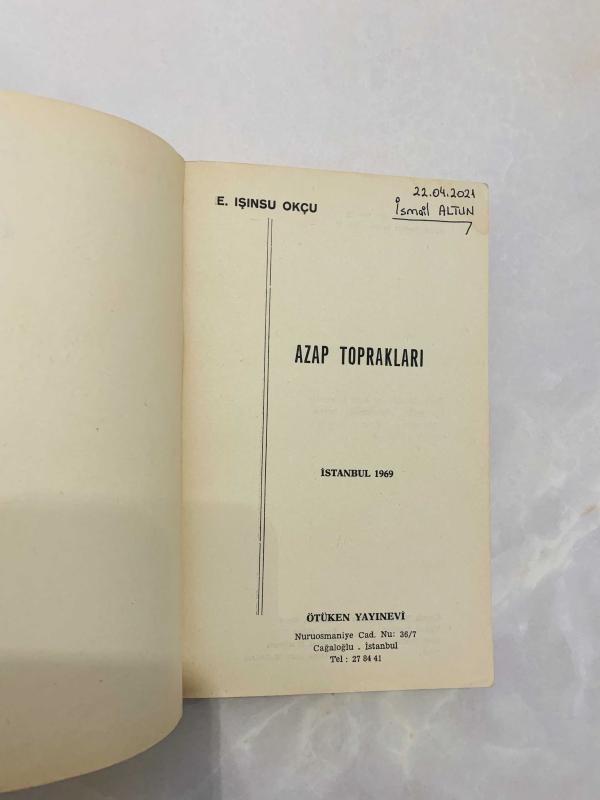 22.04.2021
İsmail ALTUN
E. IŞINSU OKÇU
AZAP TOPRAKLARI
İSTANBUL 1969
ÖTÜKEN YAYINEVİ
Nuruosmaniye Cad. Nu: 36/7
Cağaloğlu . İstanbul
Tel : 27 84 41